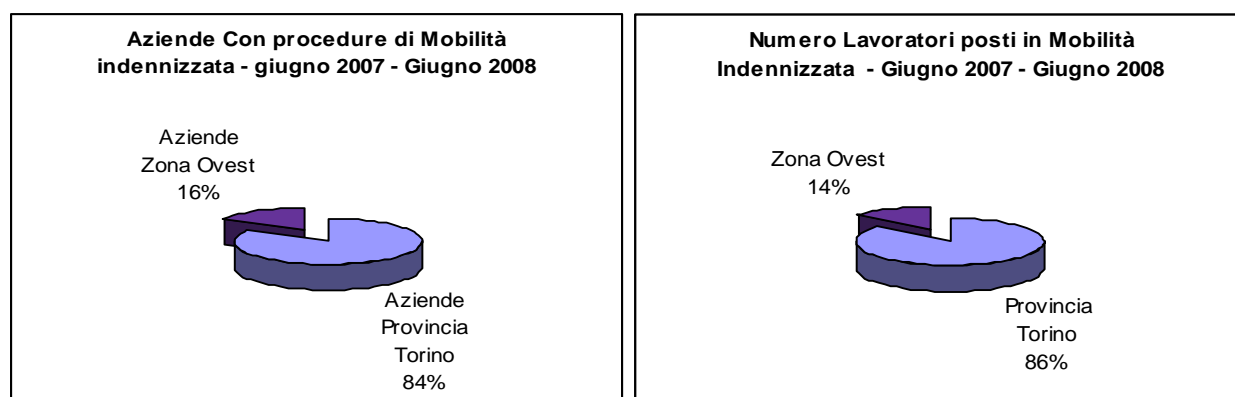 Aziende Con procedure di Mobilità
indennizzata - giugno 2007 - Giugno 2008
Aziende
Zona Ovest
16%
Aziende
Provincia
Torino
84%
Numero Lavoratori posti in Mobilità
Indennizzata - Giugno 2007 - Giugno 2008
Zona Ovest
14%
Provincia
Torino
86%